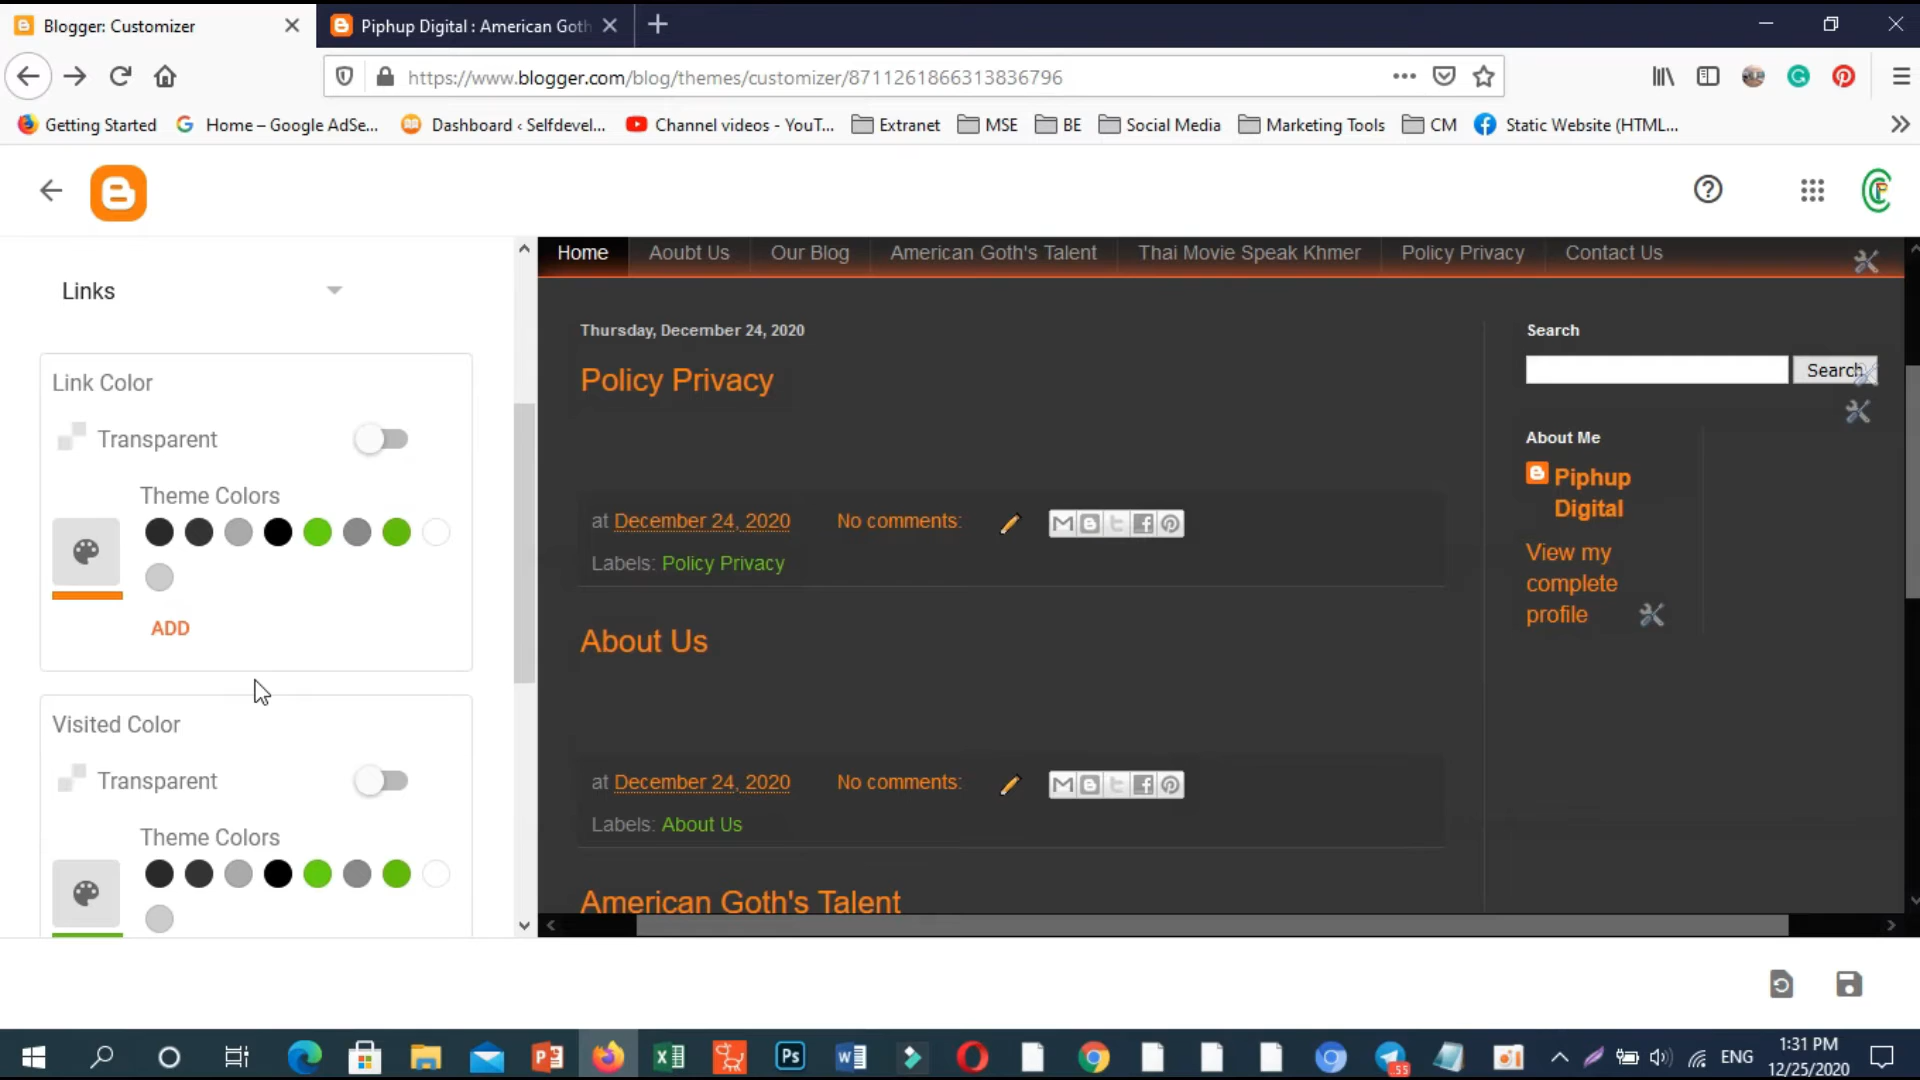 Blogger: Customizer
Piphup Digital : American Goth
https://www.blogger.com/blog/themes/customizer/8711261866313836796
Getting Started
Home – Google AdSe...
Dashboard ‹ Selfdevel...
Channel videos - YouT...
Extranet
MSE
BE
Social Media
Marketing Tools
CM
Static Website (HTML...
Links
Link Color
Transparent
Theme Colors
ADD
Visited Color
Transparent
Theme Colors
Home
Aoubt Us
Our Blog
American Goth's Talent
Thai Movie Speak Khmer
Policy Privacy
Contact Us
Thursday, December 24, 2020
Policy Privacy
at December 24, 2020 No comments:
Labels: Policy Privacy
About Us
at December 24, 2020 No comments:
Labels: About Us
American Goth's Talent
Search
Search
About Me
Piphup
Digital
View my
complete
profile
55
ENG
1:31 PM
12/25/2020